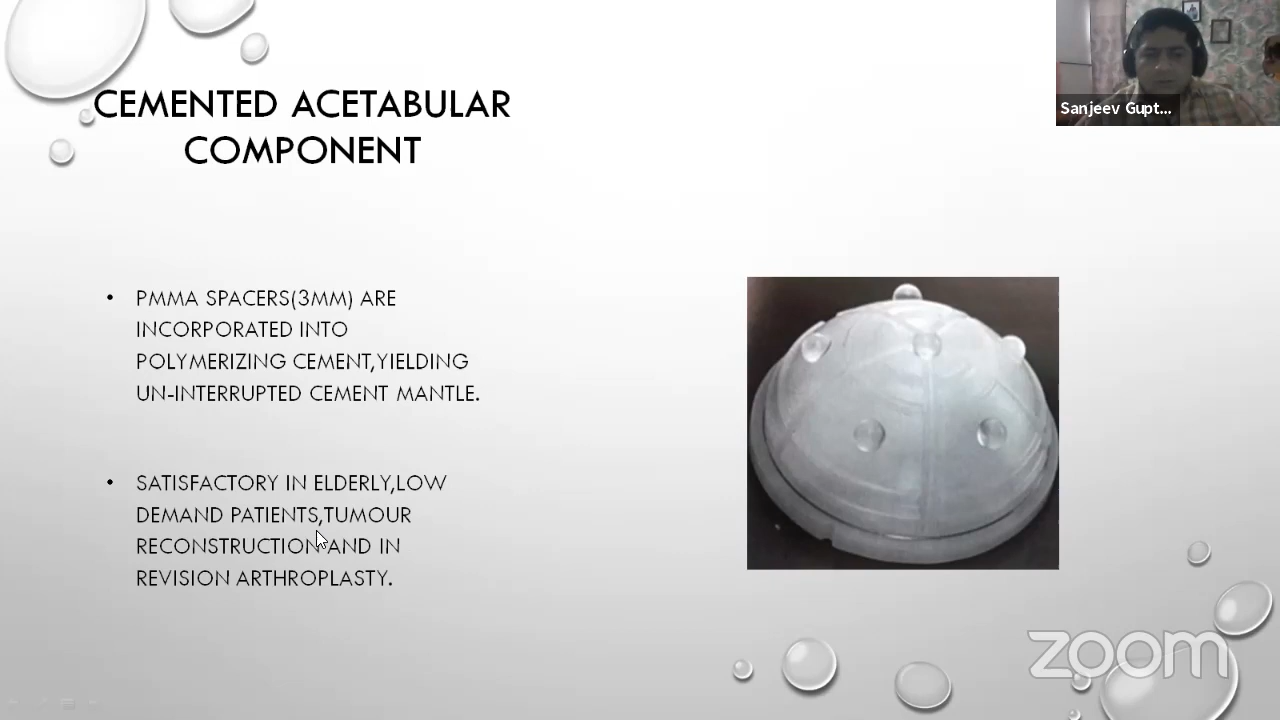 CEMENTED ACETABULAR
COMPONENT
Sanjeev Gupt...
• PMMA SPACERS(3MM) ARE
INCORPORATED INTO
POLYMERIZING CEMENT,YIELDING
UN-INTERRUPTED CEMENT MANTLE.
• SATISFACTORY IN ELDERLY,LOW
DEMAND PATIENTS,TUMOUR
RECONSTRUCTION AND IN
REVISION ARTHROPLASTY.
zoom